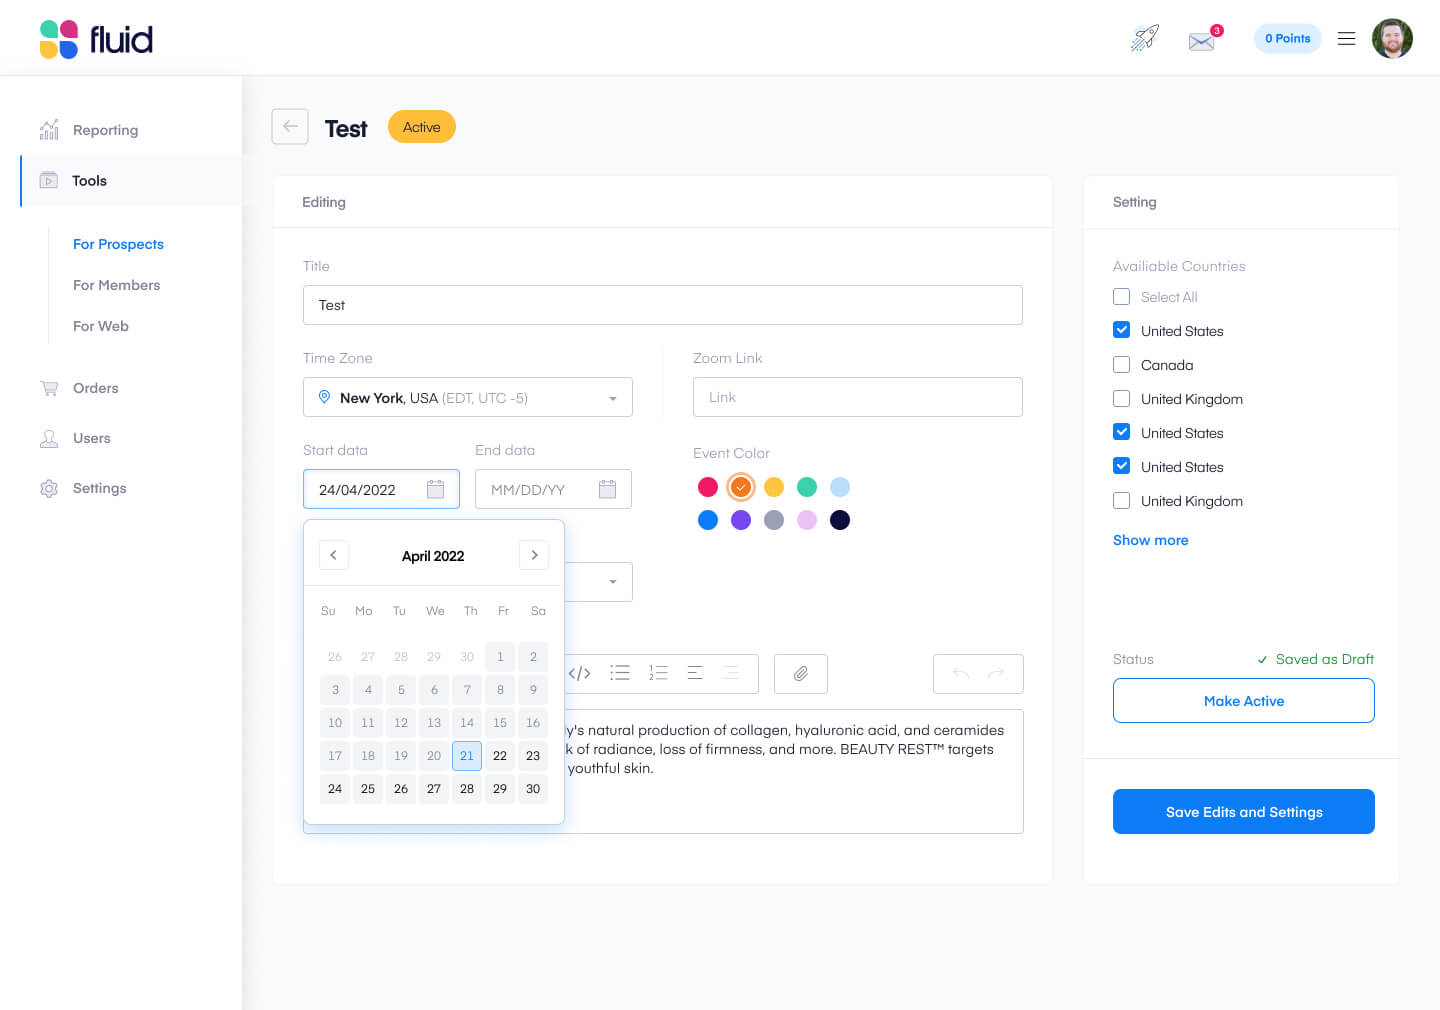 fluid
3
0 Points
Reporting
Tools
For Prospects
For Members
For Web
Orders
Users
Settings
Test
Active
Editing
Title
Test
Time Zone
New York, USA (EDT, UTC -5)
Zoom Link
Link
Start data
24/04/2022
End data
MM/DD/YY
Event Color
April 2022
Su Mo Tu We Th Fr Sa
26 27 28 29 30 1 2
3 4 5 6 7 8 9
10 11 12 13 14 15 16
17 18 19 20 21 22 23
24 25 26 27 28 29 30
</>
1
2
y's natural production of collagen, hyaluronic acid, and ceramides
k of radiance, loss of firmness, and more. BEAUTY REST™ targets
youthful skin.
Setting
Availiable Countries
Select All
United States
Canada
United Kingdom
United States
United States
United Kingdom
Show more
Status
Saved as Draft
Make Active
Save Edits and Settings